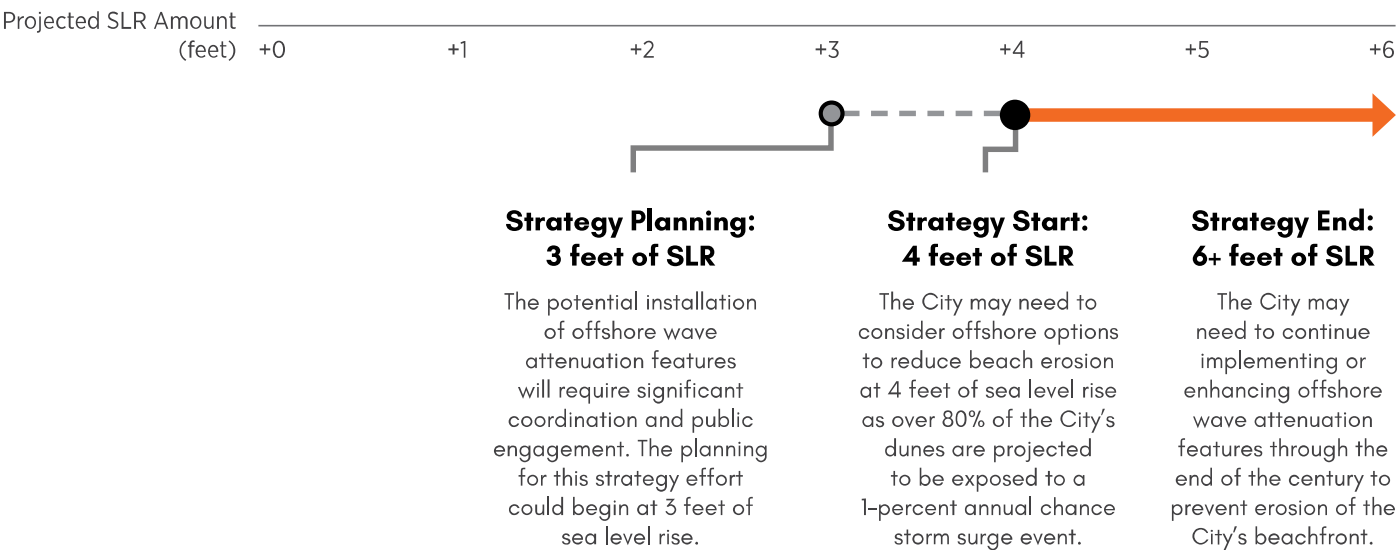 Projected SLR Amount
(feet) +0 +1 +2 +3 +4 +5 +6
Strategy Planning:
3 feet of SLR
The potential installation
of offshore wave
attenuation features
will require significant
coordination and public
engagement. The planning
for this strategy effort
could begin at 3 feet of
sea level rise.
Strategy Start:
4 feet of SLR
The City may need to
consider offshore options
to reduce beach erosion
at 4 feet of sea level rise
as over 80% of the City's
dunes are projected
to be exposed to a
1-percent annual chance
storm surge event.
Strategy End:
6+ feet of SLR
The City may
need to continue
implementing or
enhancing offshore
wave attenuation
features through the
end of the century to
prevent erosion of the
City's beachfront.